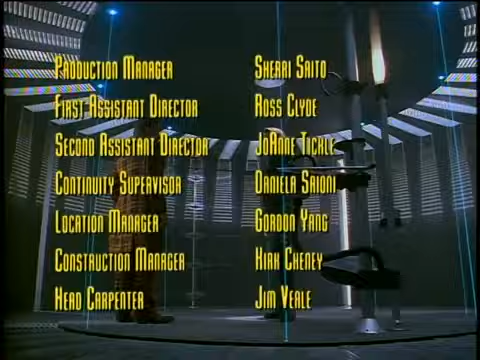 Production Manager Sherri Saito
First Assistant Director Ross Clyde
Second Assistant Director JoAnne Tickle
Continuity Supervisor Daniela Saioni
Location Manager Gordon Yang
Construction Manager Kirk Cheney
Head Carpenter Jim Veale